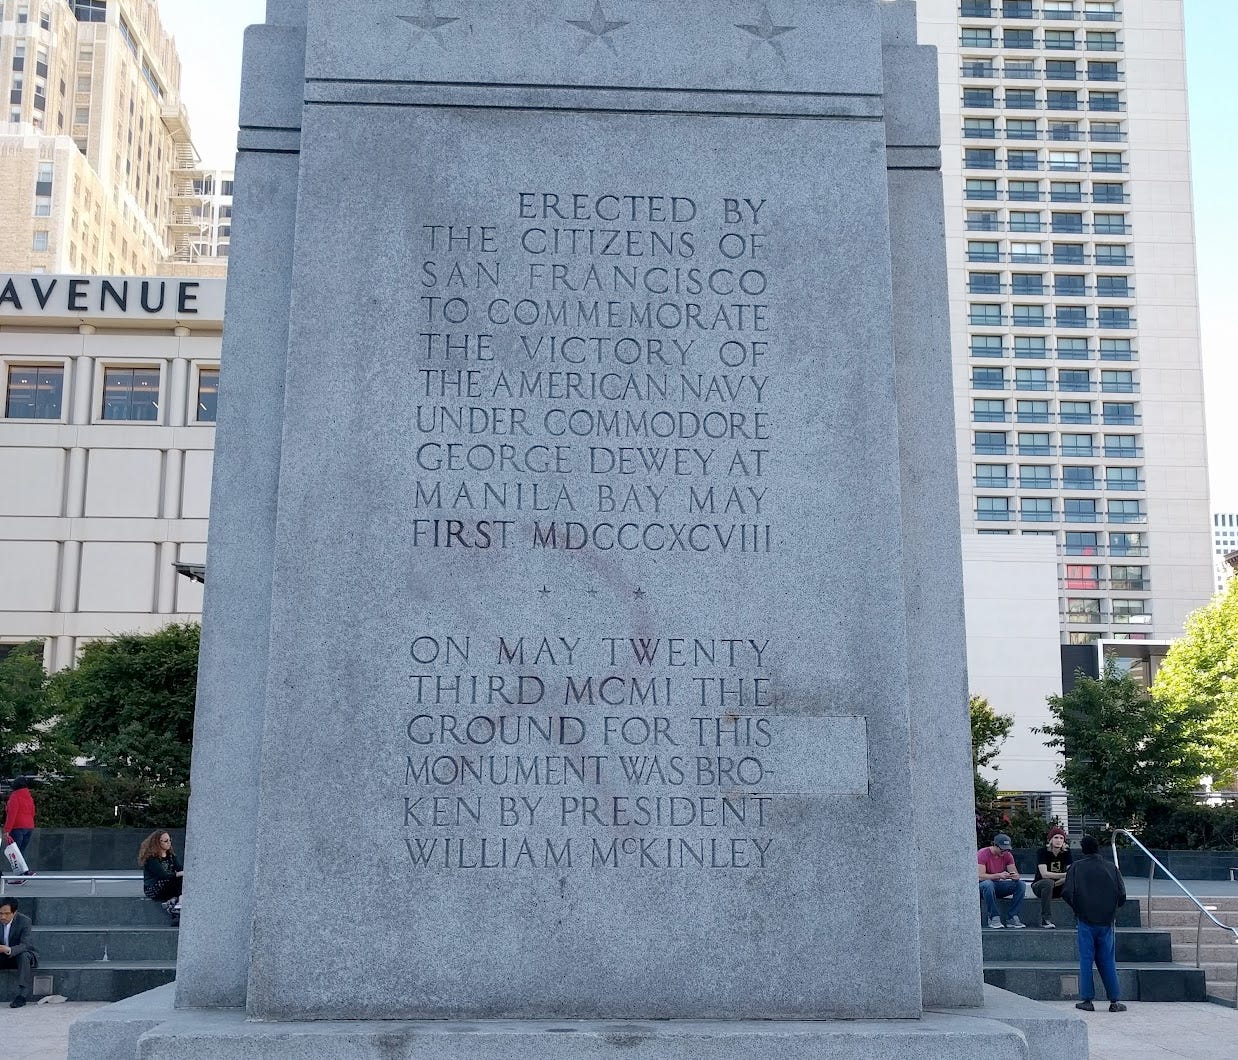 AVENUE
ERECTED BY
THE CITIZENS OF
SAN FRANCISCO
TO COMMEMORATE
THE VICTORY OF
THE AMERICAN NAVY
UNDER COMMODORE
GEORGE DEWEY AT
MANILA BAY MAY
FIRST MDCCCXCVIII
ON MAY TWENTY
THIRD MCMI THE
GROUND FOR THIS
MONUMENT WAS BRO-
KEN BY PRESIDENT
WILLIAM McKINLEY